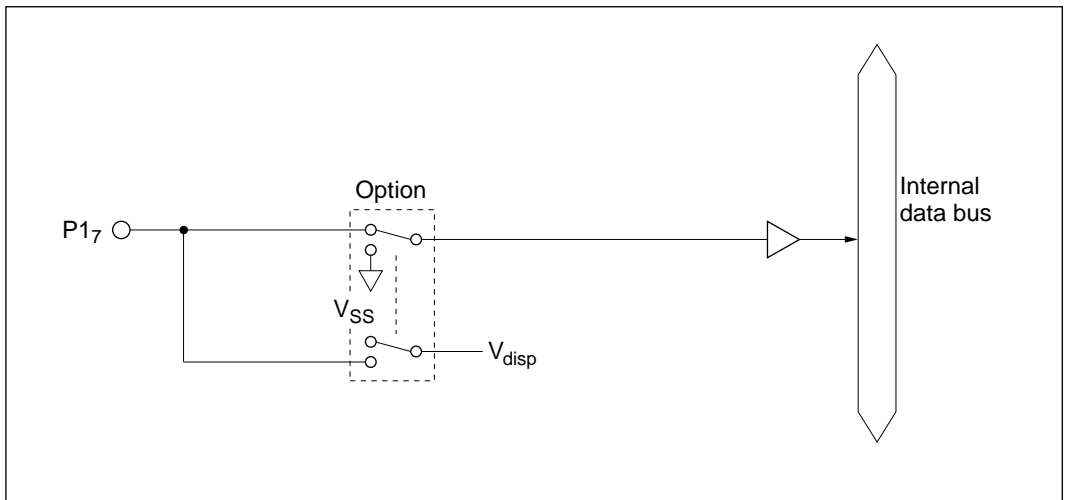 Option
P1₇
Internal
data bus
V_SS
V_disp